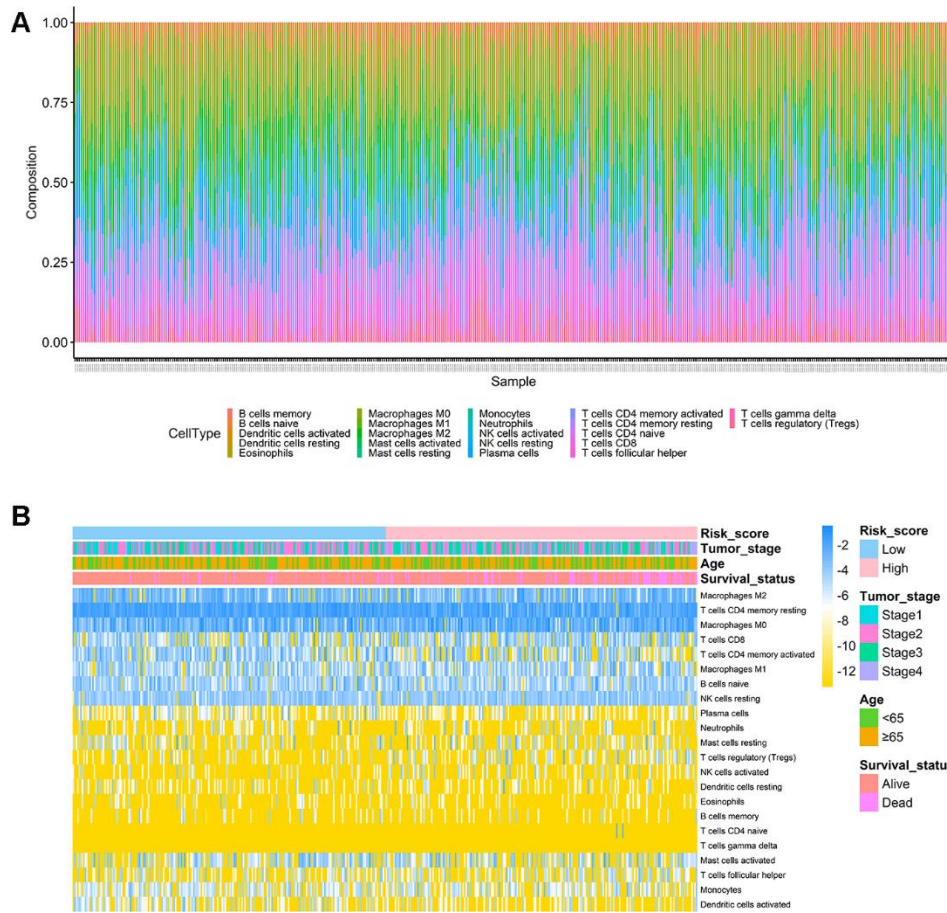 A
1.00
0.75
0.50
0.25
0.00
Composition
Sample
CellType
B cells memory
B cells naive
Dendritic cells activated
Dendritic cells resting
Eosinophils
Macrophages M0
Macrophages M1
Macrophages M2
Mast cells activated
Mast cells resting
Monocytes
Neutrophils
NK cells activated
NK cells resting
Plasma cells
T cells CD4 memory activated
T cells CD4 memory resting
T cells CD4 naive
T cells CD8
T cells follicular helper
T cells gamma delta
T cells regulatory (Tregs)
B
Risk_score
Tumor_stage
Age
Survival_status
Macrophages M2
T cells CD4 memory resting
Macrophages M0
T cells CD8
T cells CD4 memory activated
Macrophages M1
B cells naive
NK cells resting
Plasma cells
Neutrophils
Mast cells resting
T cells regulatory (Tregs)
NK cells activated
Dendritic cells resting
Eosinophils
B cells memory
T cells CD4 naive
T cells gamma delta
Mast cells activated
T cells follicular helper
Monocytes
Dendritic cells activated
-2
-4
-6
-8
-10
-12
Risk_score
Low
High
Tumor_stage
Stage1
Stage2
Stage3
Stage4
Age
<65
≥65
Survival_status
Alive
Dead